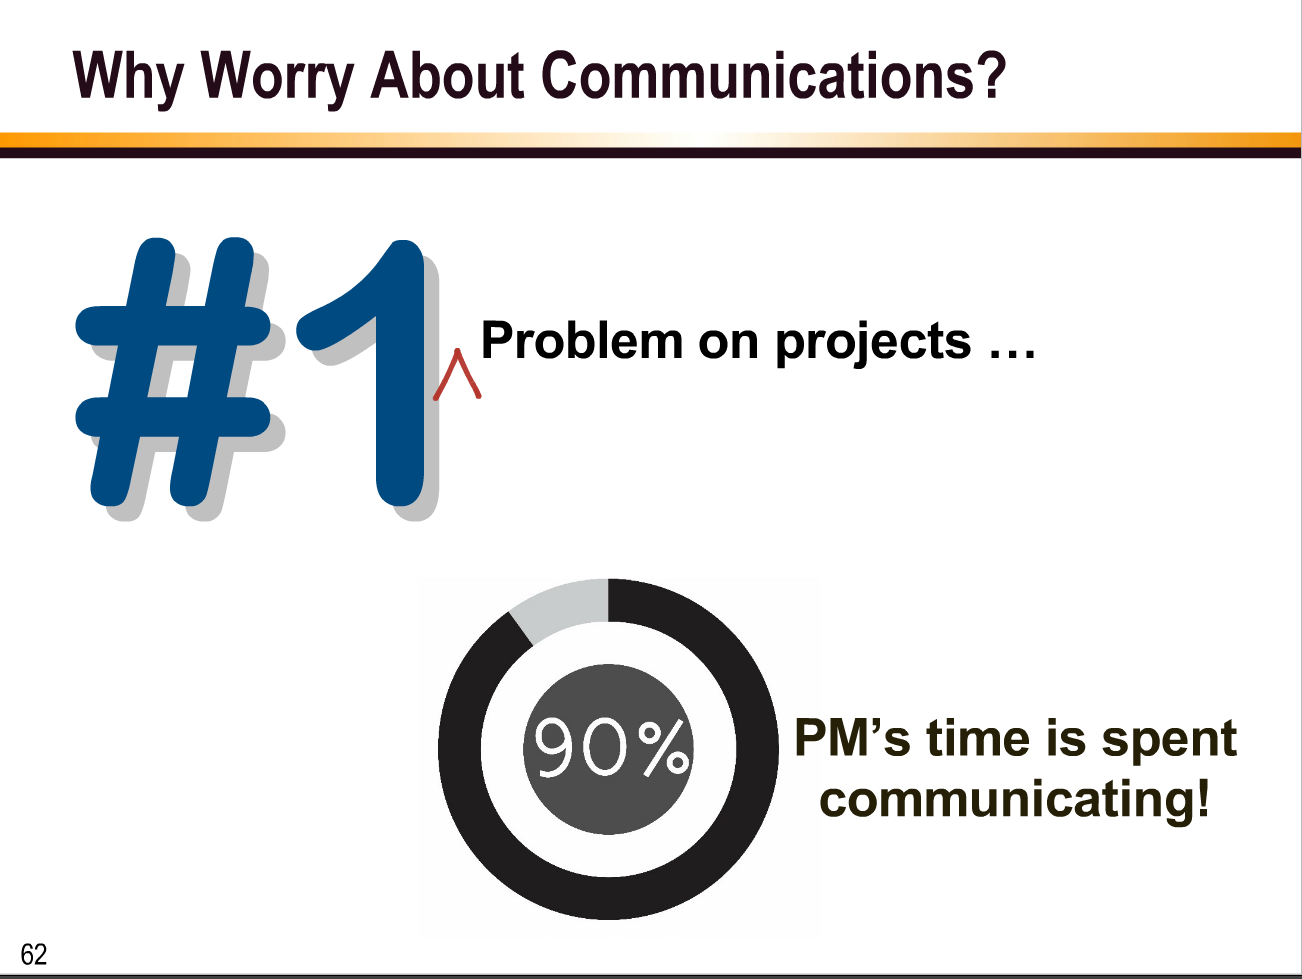 Why Worry About Communications?
#1
Problem on projects …
90%
PM’s time is spent
communicating!
62